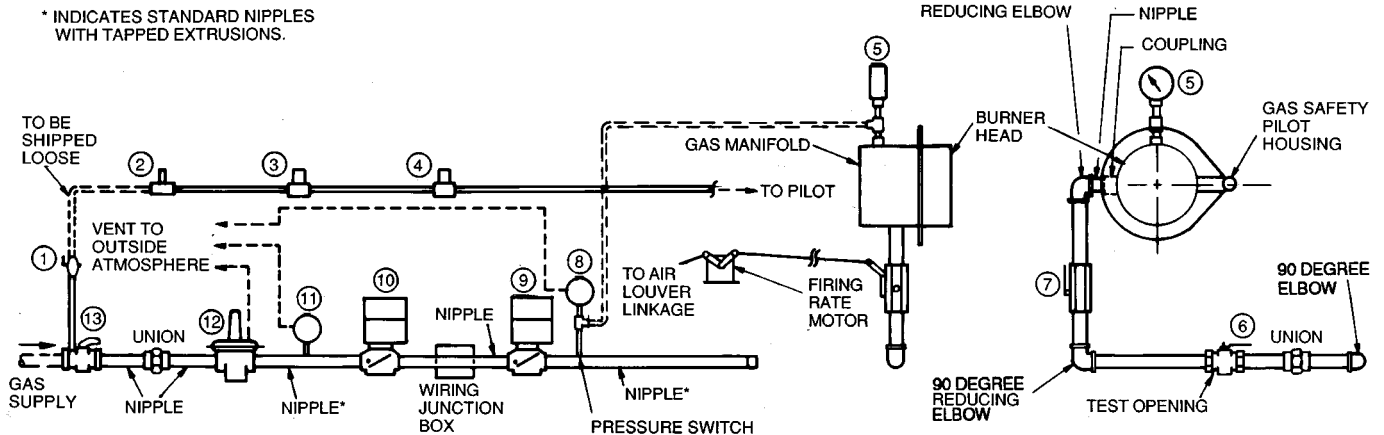 * INDICATES STANDARD NIPPLES
WITH TAPPED EXTRUSIONS.
REDUCING ELBOW
NIPPLE
COUPLING
5
5
TO BE
SHIPPED
LOOSE
2
3
4
GAS MANIFOLD
BURNER
HEAD
GAS SAFETY
PILOT
HOUSING
TO PILOT
VENT TO
OUTSIDE
ATMOSPHERE
1
8
TO AIR
LOUVER
LINKAGE
FIRING
RATE
MOTOR
7
90 DEGREE
ELBOW
10
9
11
12
13
UNION
NIPPLE
6
UNION
GAS
SUPPLY
NIPPLE
NIPPLE*
WIRING
JUNCTION
BOX
NIPPLE*
PRESSURE SWITCH
90 DEGREE
REDUCING
ELBOW
TEST OPENING